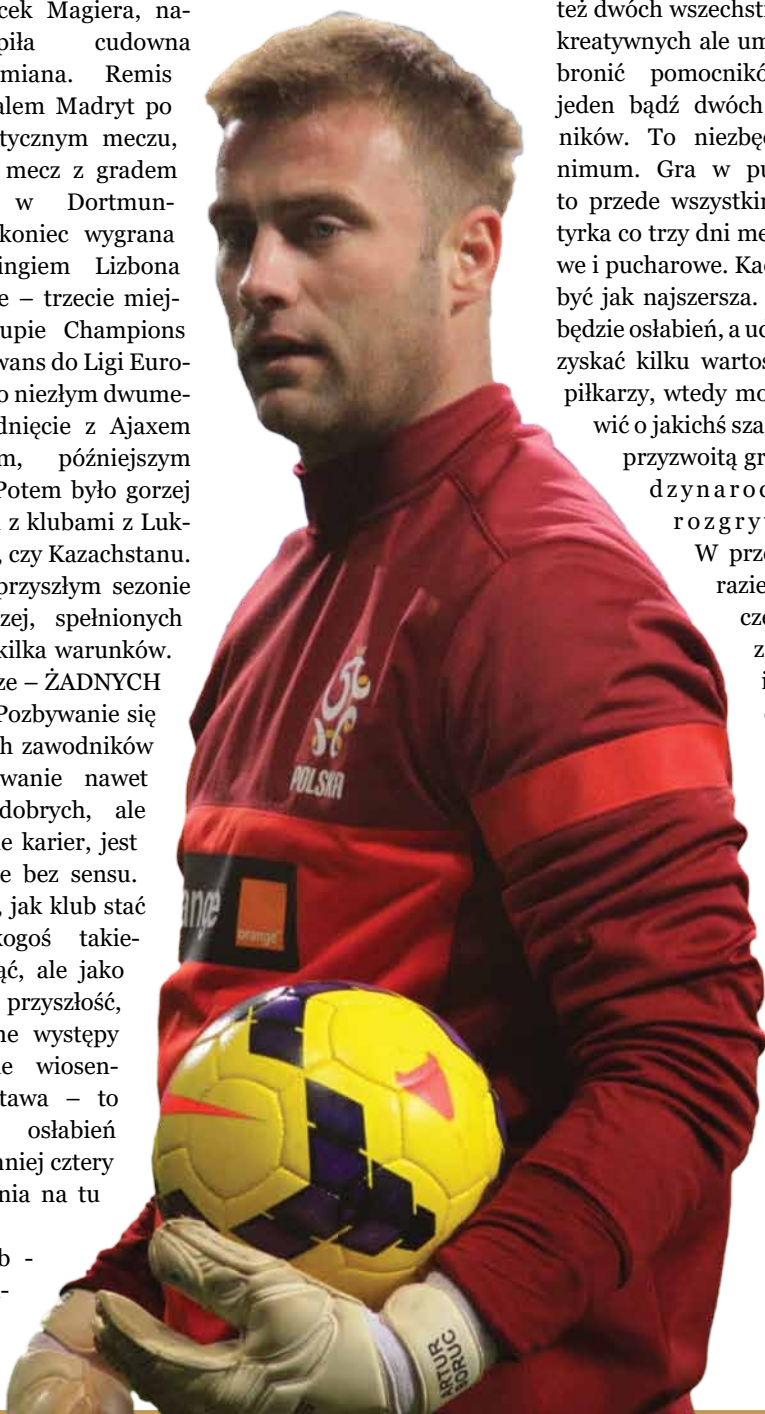 cek Magiera, na-
piła cudowna
miana. Remis
alem Madryt po
tycznym meczu,
mecz z gradem
w Dortmun-
koniec wygrana
ingiem Lizbona
e – trzecie miej-
upie Champions
wans do Ligi Euro-
o niezłym dwume-
dnięcie z Ajaxem
m, późniejszym
Potem było gorzej
z klubami z Luk-
, czy Kazachstanu.
przyszłym sezonie
zej, spełnionych
kilka warunków.
ze – ŻADNYCH
Pozbywanie się
h zawodników
wanie nawet
dobrych, ale
e karier, jest
e bez sensu.
, jak klub stać
kogoś takie-
ąć, ale jako
przyszłość,
ne występy
e wiosen-
tawa – to
osłabień
nniej cztery
nia na tu
b -
też dwóch wszechst
kreatywnych ale um
bronić pomocnikó
jeden bądź dwóch
ników. To niezbę
nimum. Gra w pu
to przede wszystkin
tyrka co trzy dni me
we i pucharowe. Kad
być jak najszersza.
będzie osłabień, a ud
zyskać kilku wartoś
piłkarzy, wtedy mo
wić o jakichś sza
przyzwoitą gr
dzynarod
rozgry
W prze
razie
cze
z
i
POLSKA
ange
orange
ARTUR
BORUC